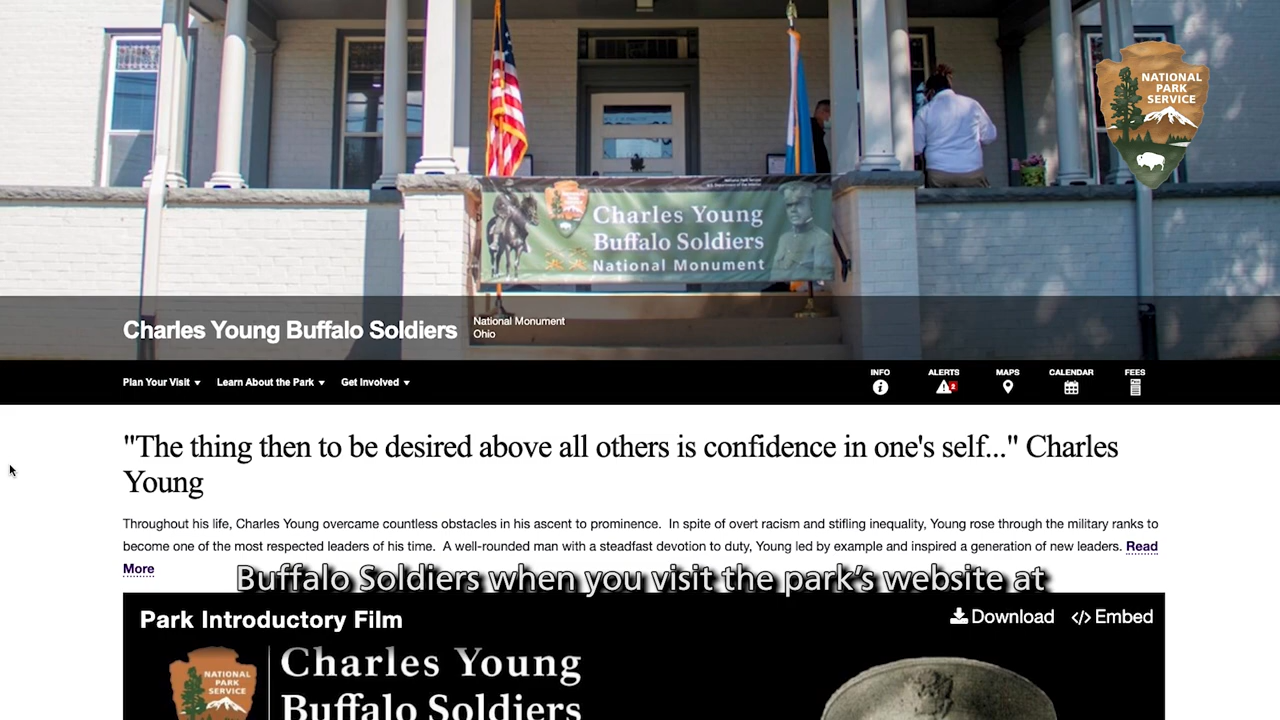 NATIONAL
PARK
SERVICE
Charles Young
Buffalo Soldiers
National Monument
Charles Young Buffalo Soldiers
National Monument
Ohio
Plan Your Visit
Learn About the Park
Get Involved
INFO
ALERTS
2
MAPS
CALENDAR
FEES
"The thing then to be desired above all others is confidence in one's self..." Charles
Young
Throughout his life, Charles Young overcame countless obstacles in his ascent to prominence. In spite of overt racism and stifling inequality, Young rose through the military ranks to
become one of the most respected leaders of his time. A well-rounded man with a steadfast devotion to duty, Young led by example and inspired a generation of new leaders. Read
More
Buffalo Soldiers when you visit the park's website at
Park Introductory Film
Download
Embed
NATIONAL
PARK
SERVICE
Charles Young
Buffalo Soldiers